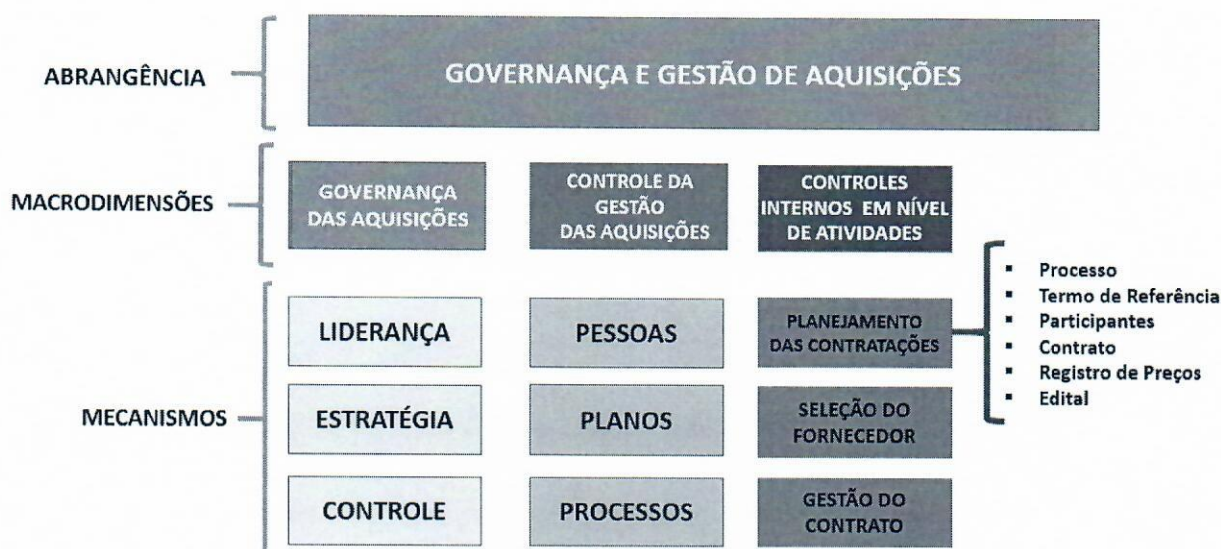 ABRANGÊNCIA
GOVERNANÇA E GESTÃO DE AQUISIÇÕES
MACRODIMENSÕES
GOVERNANÇA
DAS AQUISIÇÕES
CONTROLE DA
GESTÃO
DAS AQUISIÇÕES
CONTROLES
INTERNOS EM NÍVEL
DE ATIVIDADES
MECANISMOS
LIDERANÇA
PESSOAS
PLANEJAMENTO
DAS CONTRATAÇÕES
▪ Processo
▪ Termo de Referência
▪ Participantes
▪ Contrato
▪ Registro de Preços
▪ Edital
ESTRATÉGIA
PLANOS
SELEÇÃO DO
FORNECEDOR
CONTROLE
PROCESSOS
GESTÃO DO
CONTRATO